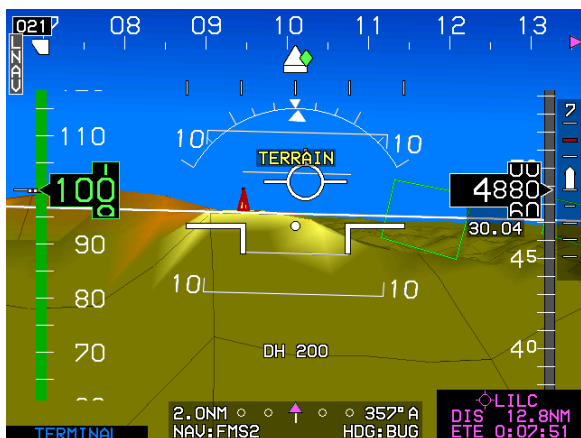 021
LNAV
08 09 10 11 12 13
7
110
10 10
TERRAIN
100
4880
30.04
90
45
10 10
80
DH 200
40
70
2.0NM 357°A
NAV:FMS2 HDG:BUG
LILC
DIS 12.8NM
ETE 0:07:51
TERMINAL